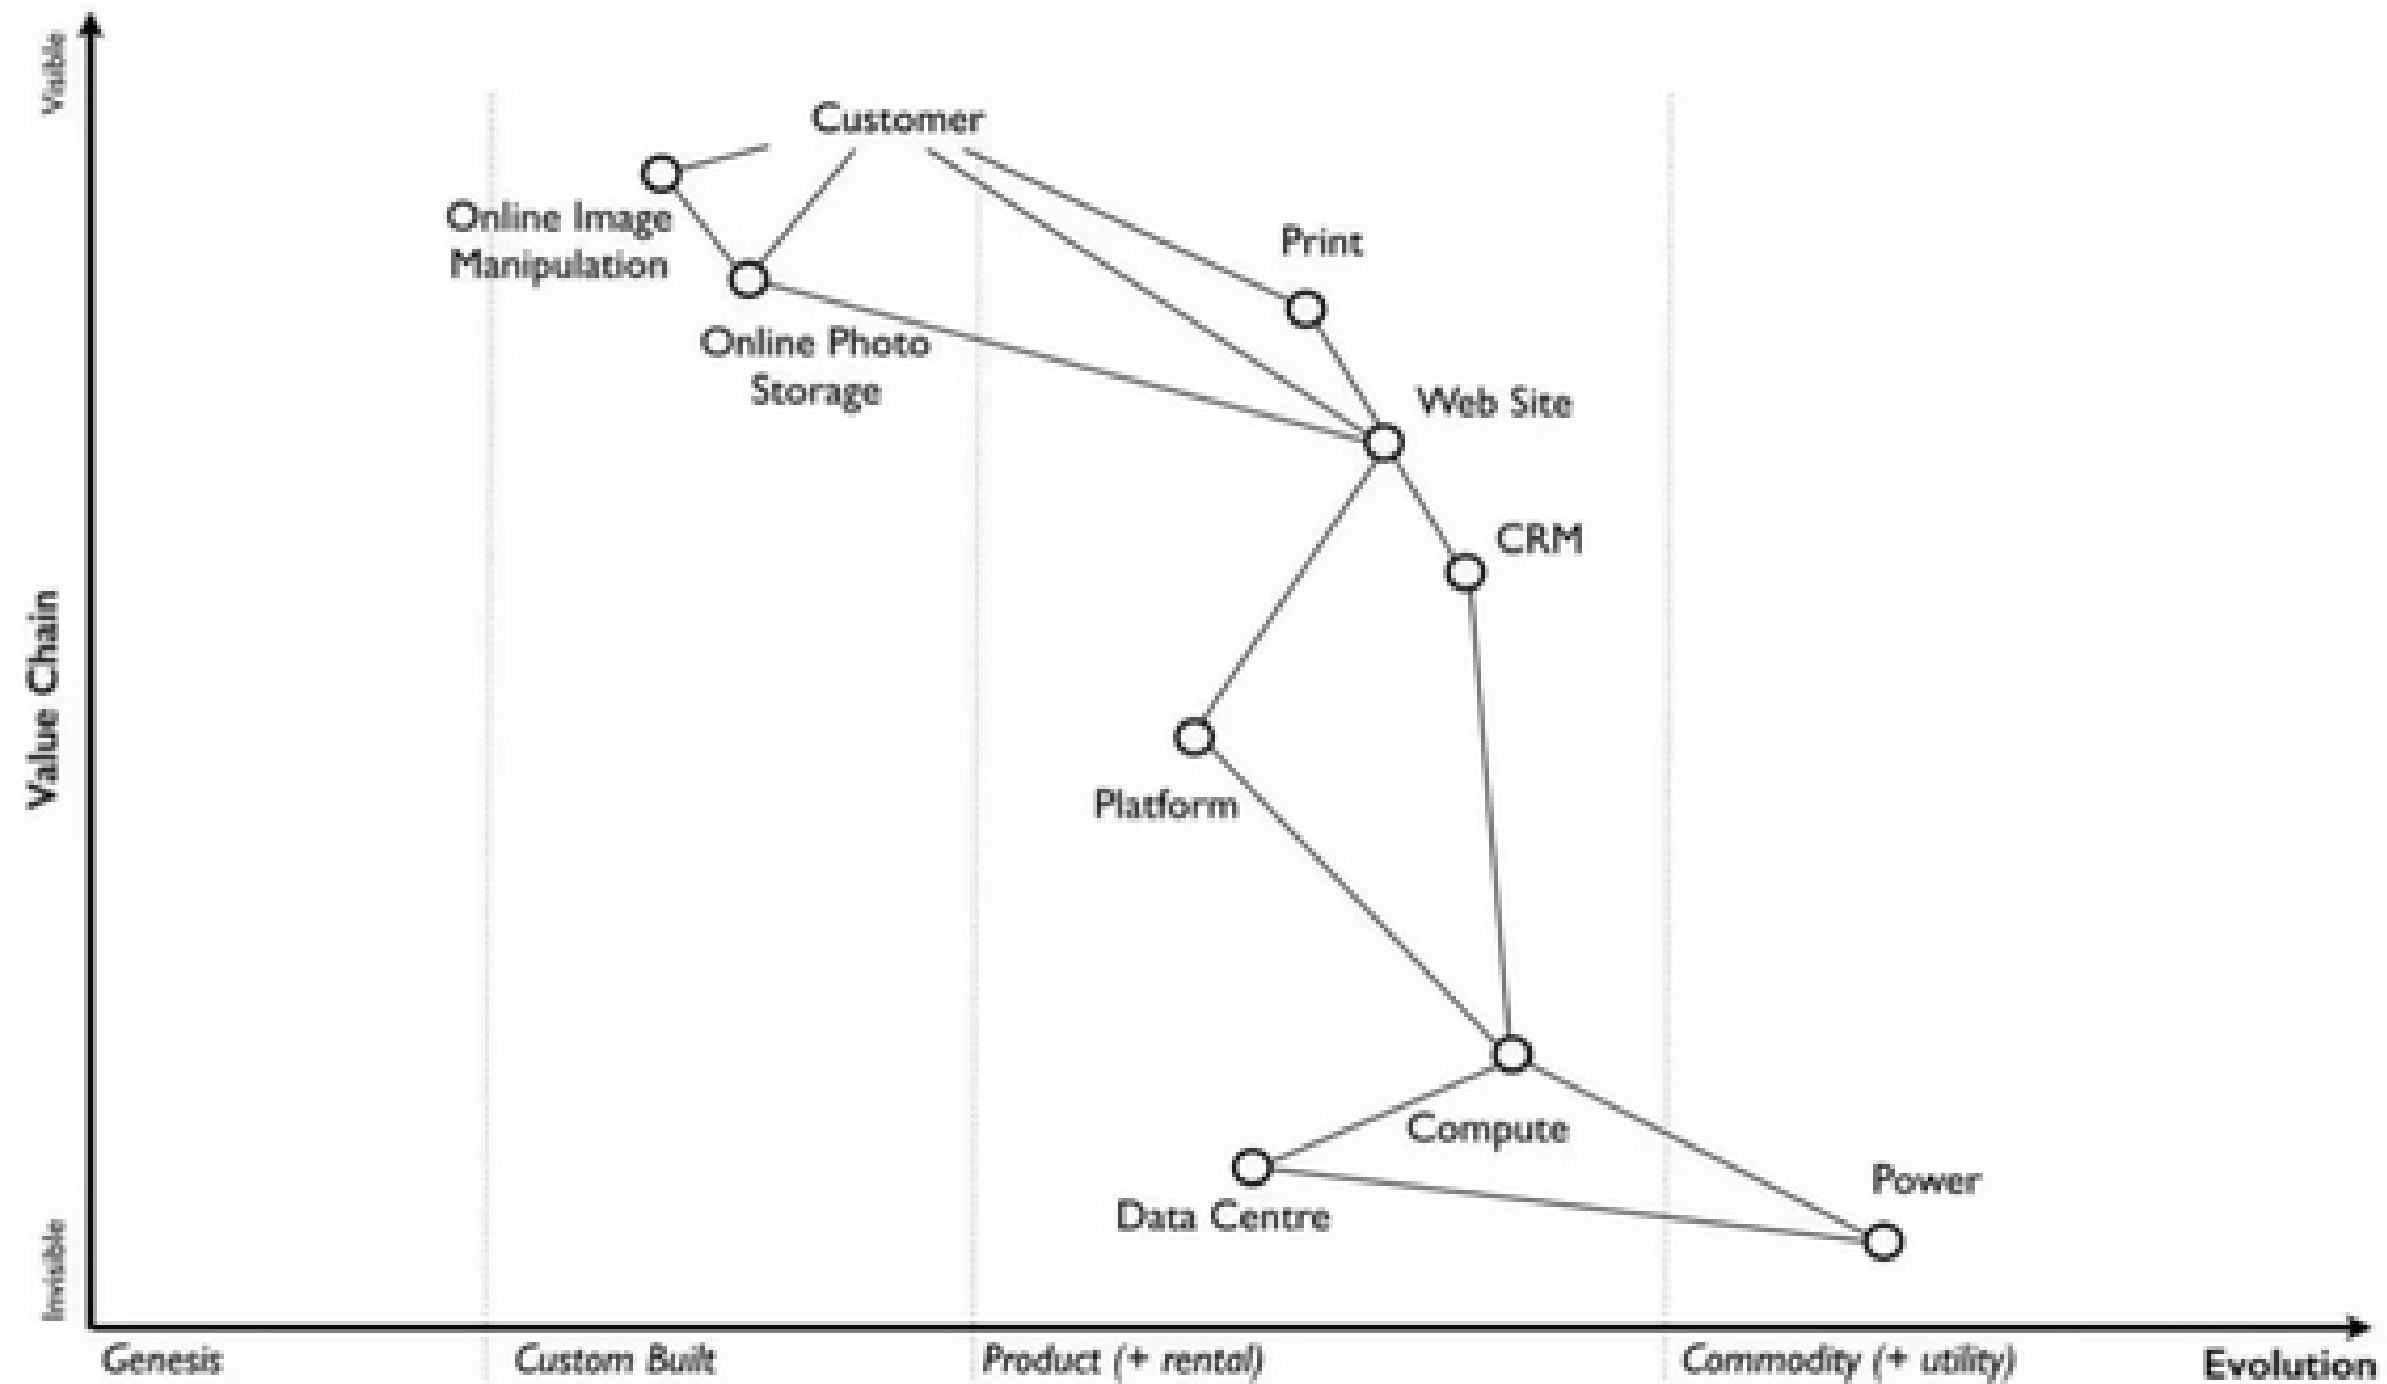 Visible
Customer
Online Image
Manipulation
Print
Online Photo
Storage
Web Site
CRM
Value Chain
Platform
Compute
Power
Data Centre
Invisible
Genesis
Custom Built
Product (+ rental)
Commodity (+ utility)
Evolution